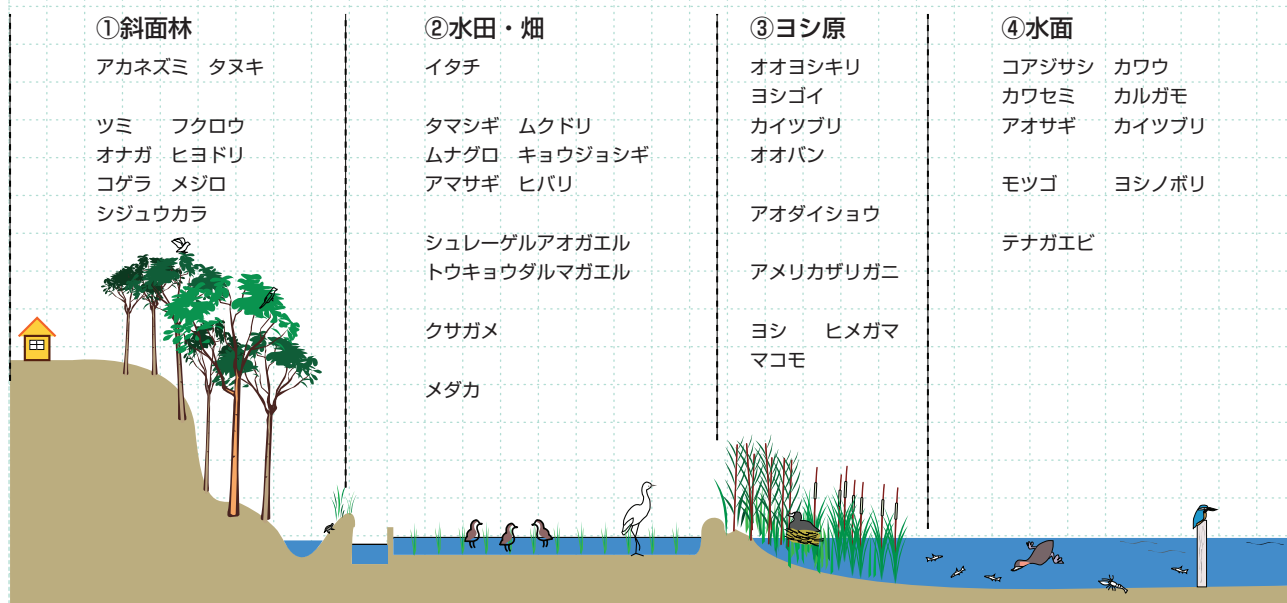 ①斜面林
アカネズミ　タヌキ
ツミ　　フクロウ
オナガ　ヒヨドリ
コゲラ　メジロ
シジュウカラ
②水田・畑
イタチ
タマシギ　ムクドリ
ムナグロ　キョウジョシギ
アマサギ　ヒバリ
シュレーゲルアオガエル
トウキョウダルマガエル
クサガメ
メダカ
③ヨシ原
オオヨシキリ
ヨシゴイ
カイツブリ
オオバン
アオダイショウ
アメリカザリガニ
ヨシ　　ヒメガマ
マコモ
④水面
コアジサシ　カワウ
カワセミ　　カルガモ
アオサギ　　カイツブリ
モツゴ　　　ヨシノボリ
テナガエビ